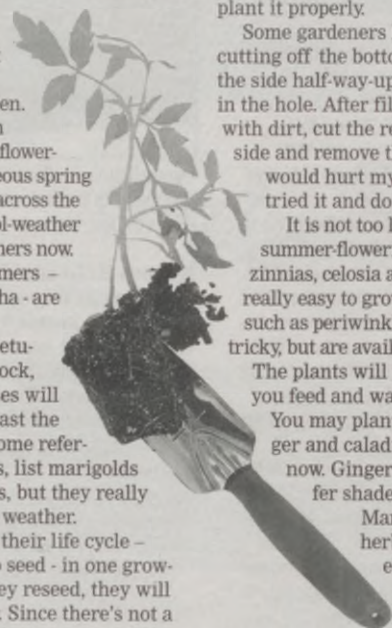 en.
flower-
eous spring
across the
ol-weather
ners now.
mers –
ha - are
etu-
ock,
es will
ast the
ome refer-
s, list marigolds
s, but they really
weather.
their life cycle –
seed - in one grow-
ey reseed, they will
. Since there's not a
plant it properly.
Some gardeners
cutting off the botto
the side half-way-up
in the hole. After fil
with dirt, cut the re
side and remove t
would hurt my
tried it and do
It is not too l
summer-flower
zinnias, celosia a
really easy to gro
such as periwink
tricky, but are avail
The plants will
you feed and wa
You may plant
ger and calad
now. Ginger
fer shade
Mar
her
e